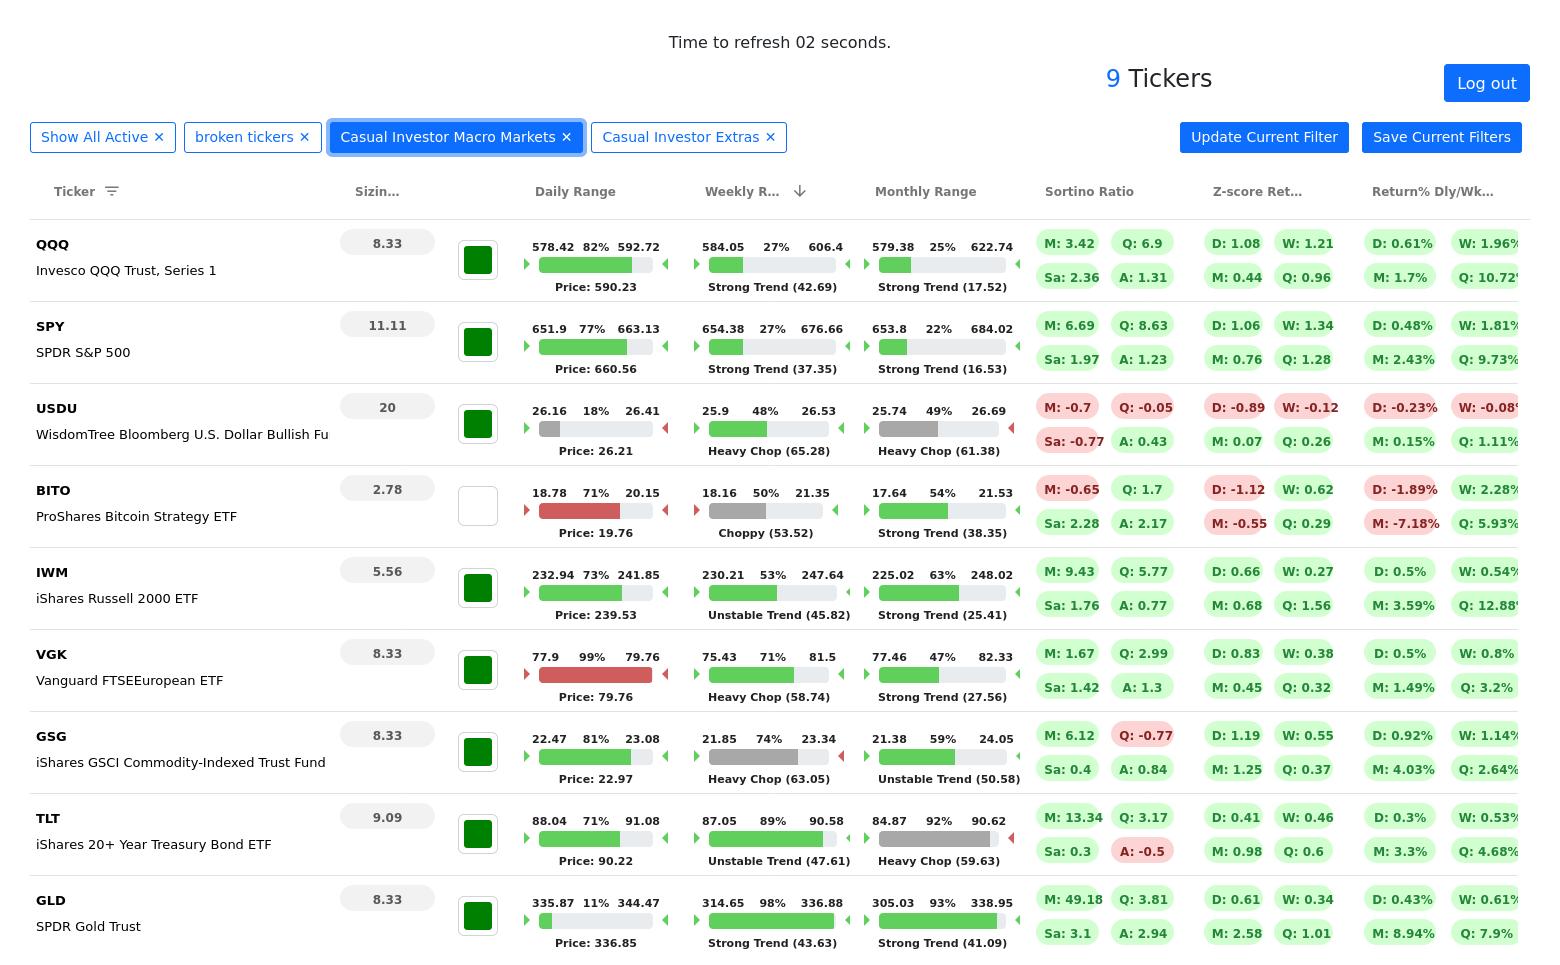 Time to refresh 02 seconds.
9 Tickers
Log out
Show All Active ✕ broken tickers ✕ Casual Investor Macro Markets ✕ Casual Investor Extras ✕ Update Current Filter Save Current Filters
Ticker Sizin... Daily Range Weekly R... Monthly Range Sortino Ratio Z-score Ret... Return% Dly/Wk...
QQQ 8.33 578.42 82% 592.72 584.05 27% 606.4 579.38 25% 622.74 M: 3.42 Q: 6.9 D: 1.08 W: 1.21 D: 0.61% W: 1.96%
Invesco QQQ Trust, Series 1 Price: 590.23 Strong Trend (42.69) Strong Trend (17.52) Sa: 2.36 A: 1.31 M: 0.44 Q: 0.96 M: 1.7% Q: 10.72%
SPY 11.11 651.9 77% 663.13 654.38 27% 676.66 653.8 22% 684.02 M: 6.69 Q: 8.63 D: 1.06 W: 1.34 D: 0.48% W: 1.81%
SPDR S&P 500 Price: 660.56 Strong Trend (37.35) Strong Trend (16.53) Sa: 1.97 A: 1.23 M: 0.76 Q: 1.28 M: 2.43% Q: 9.73%
USDU 20 26.16 18% 26.41 25.9 48% 26.53 25.74 49% 26.69 M: -0.7 Q: -0.05 D: -0.89 W: -0.12 D: -0.23% W: -0.08%
WisdomTree Bloomberg U.S. Dollar Bullish Fu Price: 26.21 Heavy Chop (65.28) Heavy Chop (61.38) Sa: -0.77 A: 0.43 M: 0.07 Q: 0.26 M: 0.15% Q: 1.11%
BITO 2.78 18.78 71% 20.15 18.16 50% 21.35 17.64 54% 21.53 M: -0.65 Q: 1.7 D: -1.12 W: 0.62 D: -1.89% W: 2.28%
ProShares Bitcoin Strategy ETF Price: 19.76 Choppy (53.52) Strong Trend (38.35) Sa: 2.28 A: 2.17 M: -0.55 Q: 0.29 M: -7.18% Q: 5.93%
IWM 5.56 232.94 73% 241.85 230.21 53% 247.64 225.02 63% 248.02 M: 9.43 Q: 5.77 D: 0.66 W: 0.27 D: 0.5% W: 0.54%
iShares Russell 2000 ETF Price: 239.53 Unstable Trend (45.82) Strong Trend (25.41) Sa: 1.76 A: 0.77 M: 0.68 Q: 1.56 M: 3.59% Q: 12.88%
VGK 8.33 77.9 99% 79.76 75.43 71% 81.5 77.46 47% 82.33 M: 1.67 Q: 2.99 D: 0.83 W: 0.38 D: 0.5% W: 0.8%
Vanguard FTSEEuropean ETF Price: 79.76 Heavy Chop (58.74) Strong Trend (27.56) Sa: 1.42 A: 1.3 M: 0.45 Q: 0.32 M: 1.49% Q: 3.2%
GSG 8.33 22.47 81% 23.08 21.85 74% 23.34 21.38 59% 24.05 M: 6.12 Q: -0.77 D: 1.19 W: 0.55 D: 0.92% W: 1.14%
iShares GSCI Commodity-Indexed Trust Fund Price: 22.97 Heavy Chop (63.05) Unstable Trend (50.58) Sa: 0.4 A: 0.84 M: 1.25 Q: 0.37 M: 4.03% Q: 2.64%
TLT 9.09 88.04 71% 91.08 87.05 89% 90.58 84.87 92% 90.62 M: 13.34 Q: 3.17 D: 0.41 W: 0.46 D: 0.3% W: 0.53%
iShares 20+ Year Treasury Bond ETF Price: 90.22 Unstable Trend (47.61) Heavy Chop (59.63) Sa: 0.3 A: -0.5 M: 0.98 Q: 0.6 M: 3.3% Q: 4.68%
GLD 8.33 335.87 11% 344.47 314.65 98% 336.88 305.03 93% 338.95 M: 49.18 Q: 3.81 D: 0.61 W: 0.34 D: 0.43% W: 0.61%
SPDR Gold Trust Price: 336.85 Strong Trend (43.63) Strong Trend (41.09) Sa: 3.1 A: 2.94 M: 2.58 Q: 1.01 M: 8.94% Q: 7.9%